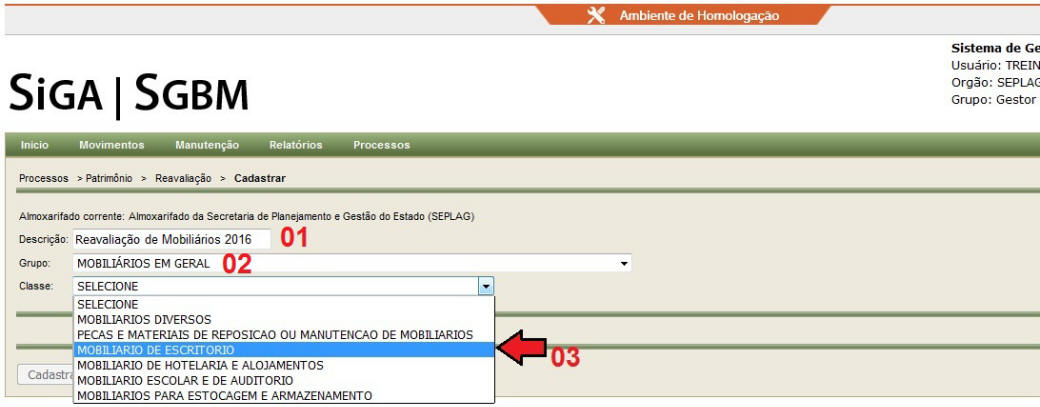 Ambiente de Homologação
Sistema de Ge
Usuário: TREIN
Orgão: SEPLAG
Grupo: Gestor
SiGA | SGBM
Inicio Movimentos Manutenção Relatórios Processos
Processos > Patrimônio > Reavaliação > Cadastrar
Almoxarifado corrente: Almoxarifado da Secretaria de Planejamento e Gestão do Estado (SEPLAG)
Descrição: Reavaliação de Mobiliários 2016 01
Grupo: MOBILIÁRIOS EM GERAL 02
Classe: SELECIONE
SELECIONE
MOBILIARIOS DIVERSOS
PECAS E MATERIAIS DE REPOSICAO OU MANUTENCAO DE MOBILIARIOS
MOBILIARIO DE ESCRITORIO 03
MOBILIARIO DE HOTELARIA E ALOJAMENTOS
Cadastra
MOBILIARIO ESCOLAR E DE AUDITORIO
MOBILIARIOS PARA ESTOCAGEM E ARMAZENAMENTO